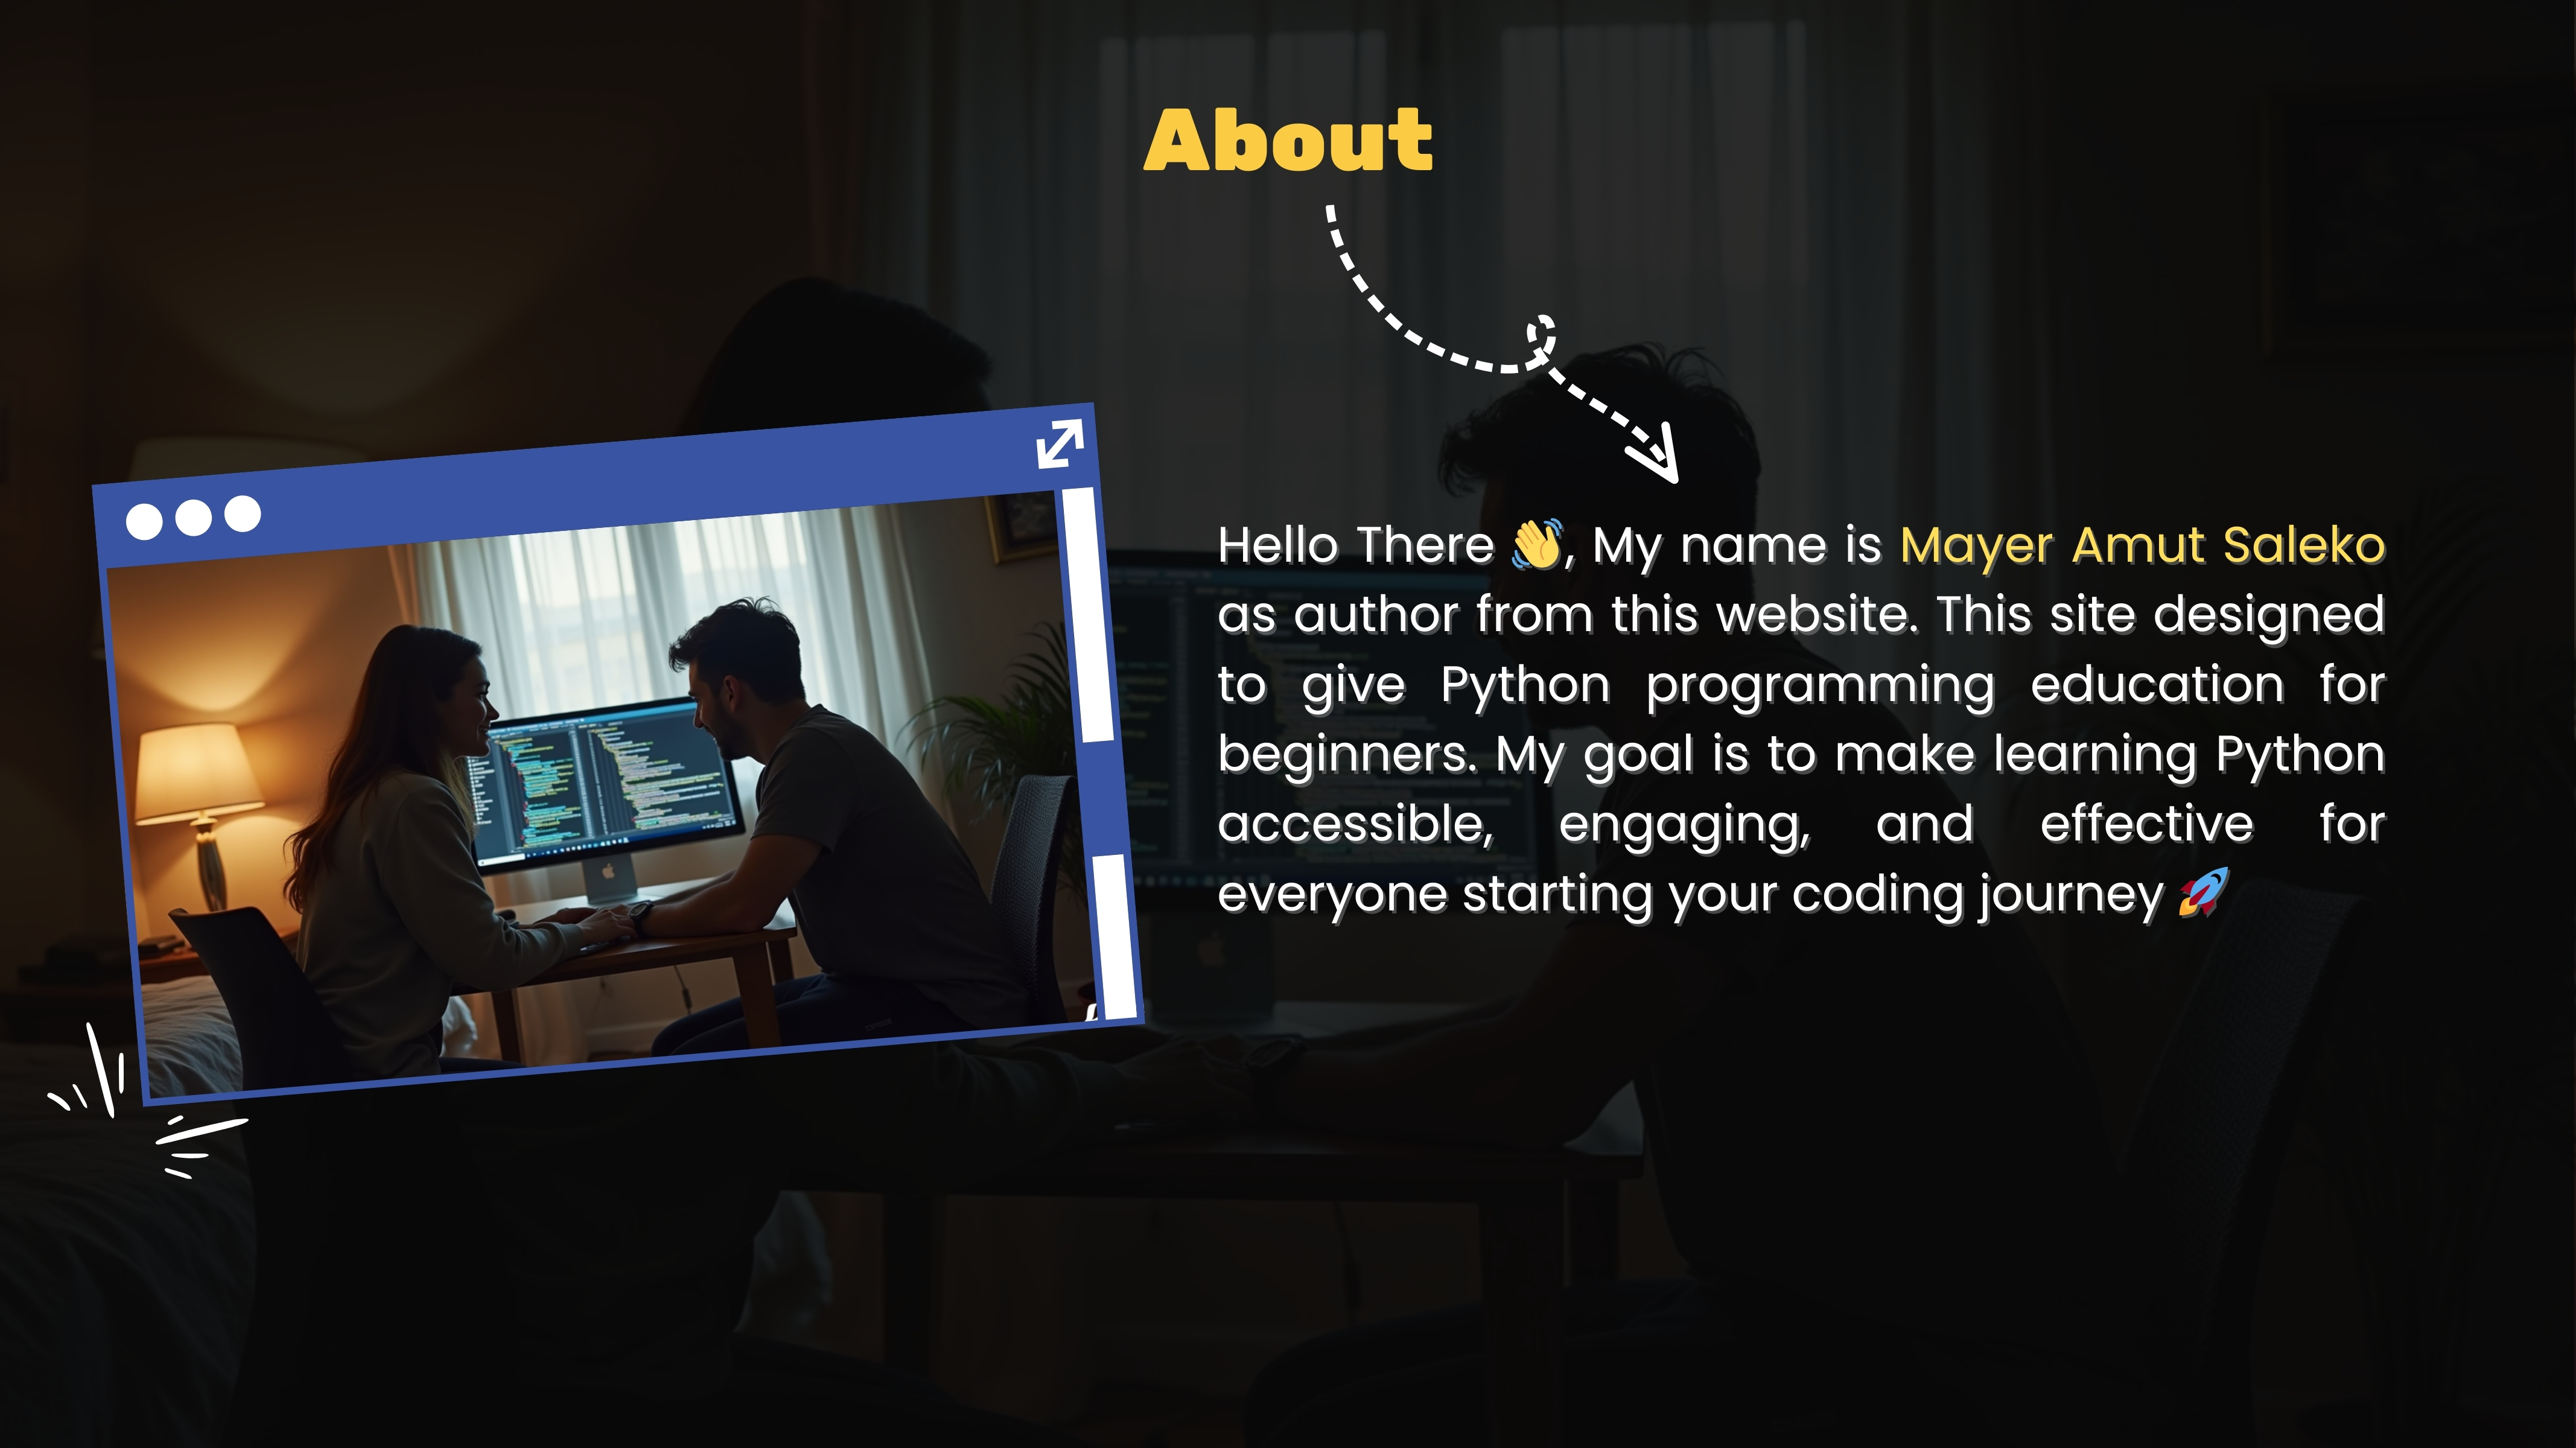 About
Hello There 👋, My name is Mayer Amut Saleko
as author from this website. This site designed
to give Python programming education for
beginners. My goal is to make learning Python
accessible, engaging, and effective for
everyone starting your coding journey 🚀